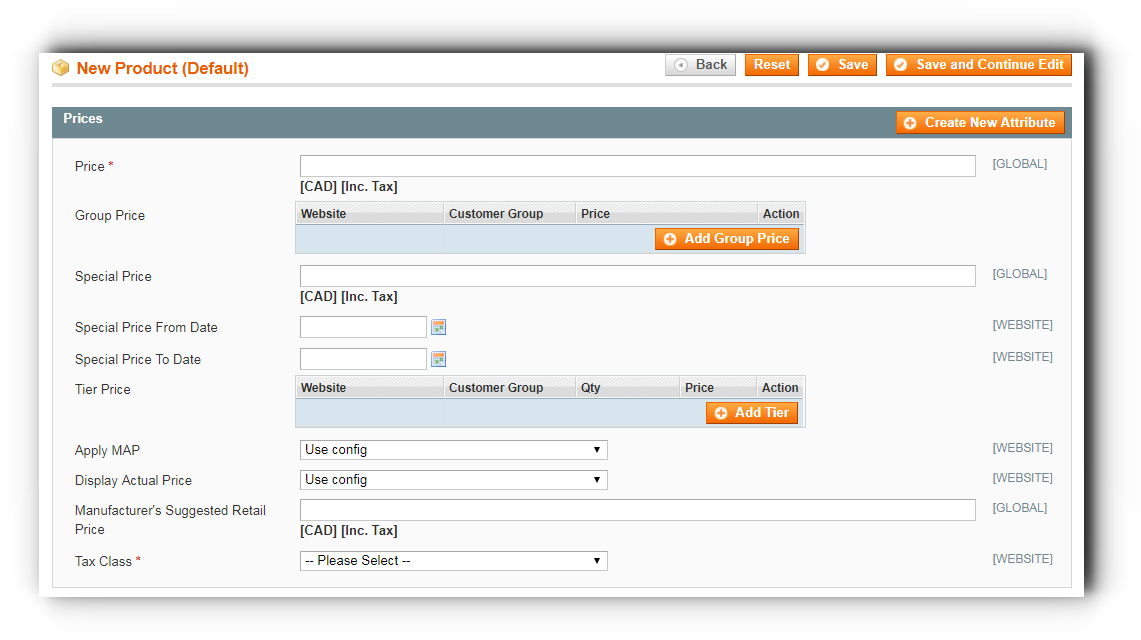 New Product (Default)
Back
Reset
Save
Save and Continue Edit
Prices
Create New Attribute
Price *
[GLOBAL]
[CAD] [Inc. Tax]
Group Price
Website Customer Group Price Action
Add Group Price
Special Price
[GLOBAL]
[CAD] [Inc. Tax]
Special Price From Date
[WEBSITE]
Special Price To Date
[WEBSITE]
Tier Price
Website Customer Group Qty Price Action
Add Tier
Apply MAP
Use config
[WEBSITE]
Display Actual Price
Use config
[WEBSITE]
Manufacturer's Suggested Retail
Price
[GLOBAL]
[CAD] [Inc. Tax]
Tax Class *
-- Please Select --
[WEBSITE]